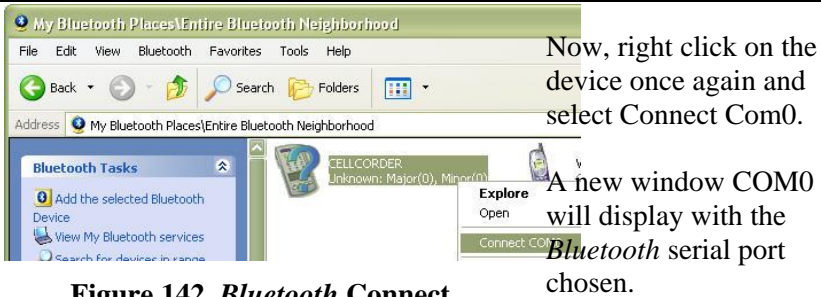 My Bluetooth Places\Entire Bluetooth Neighborhood
File Edit View Bluetooth Favorites Tools Help
Back Search Folders
Address My Bluetooth Places\Entire Bluetooth Neighborhood
Bluetooth Tasks
Add the selected Bluetooth
Device
View My Bluetooth services
Search for devices in range
CELLCORDER
Unknown: Major(0), Minor(0)
Explore
Open
Connect
Figure 142 Bluetooth Connect
Now, right click on the
device once again and
select Connect Com0.
A new window COM0
will display with the
Bluetooth serial port
chosen.